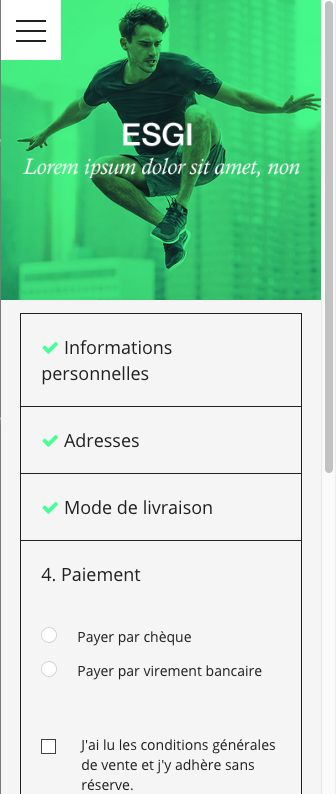 ESGI
Lorem ipsum dolor sit amet, non
Informations
personnelles
Adresses
Mode de livraison
4. Paiement
Payer par chèque
Payer par virement bancaire
J'ai lu les conditions générales
de vente et j'y adhère sans
réserve.